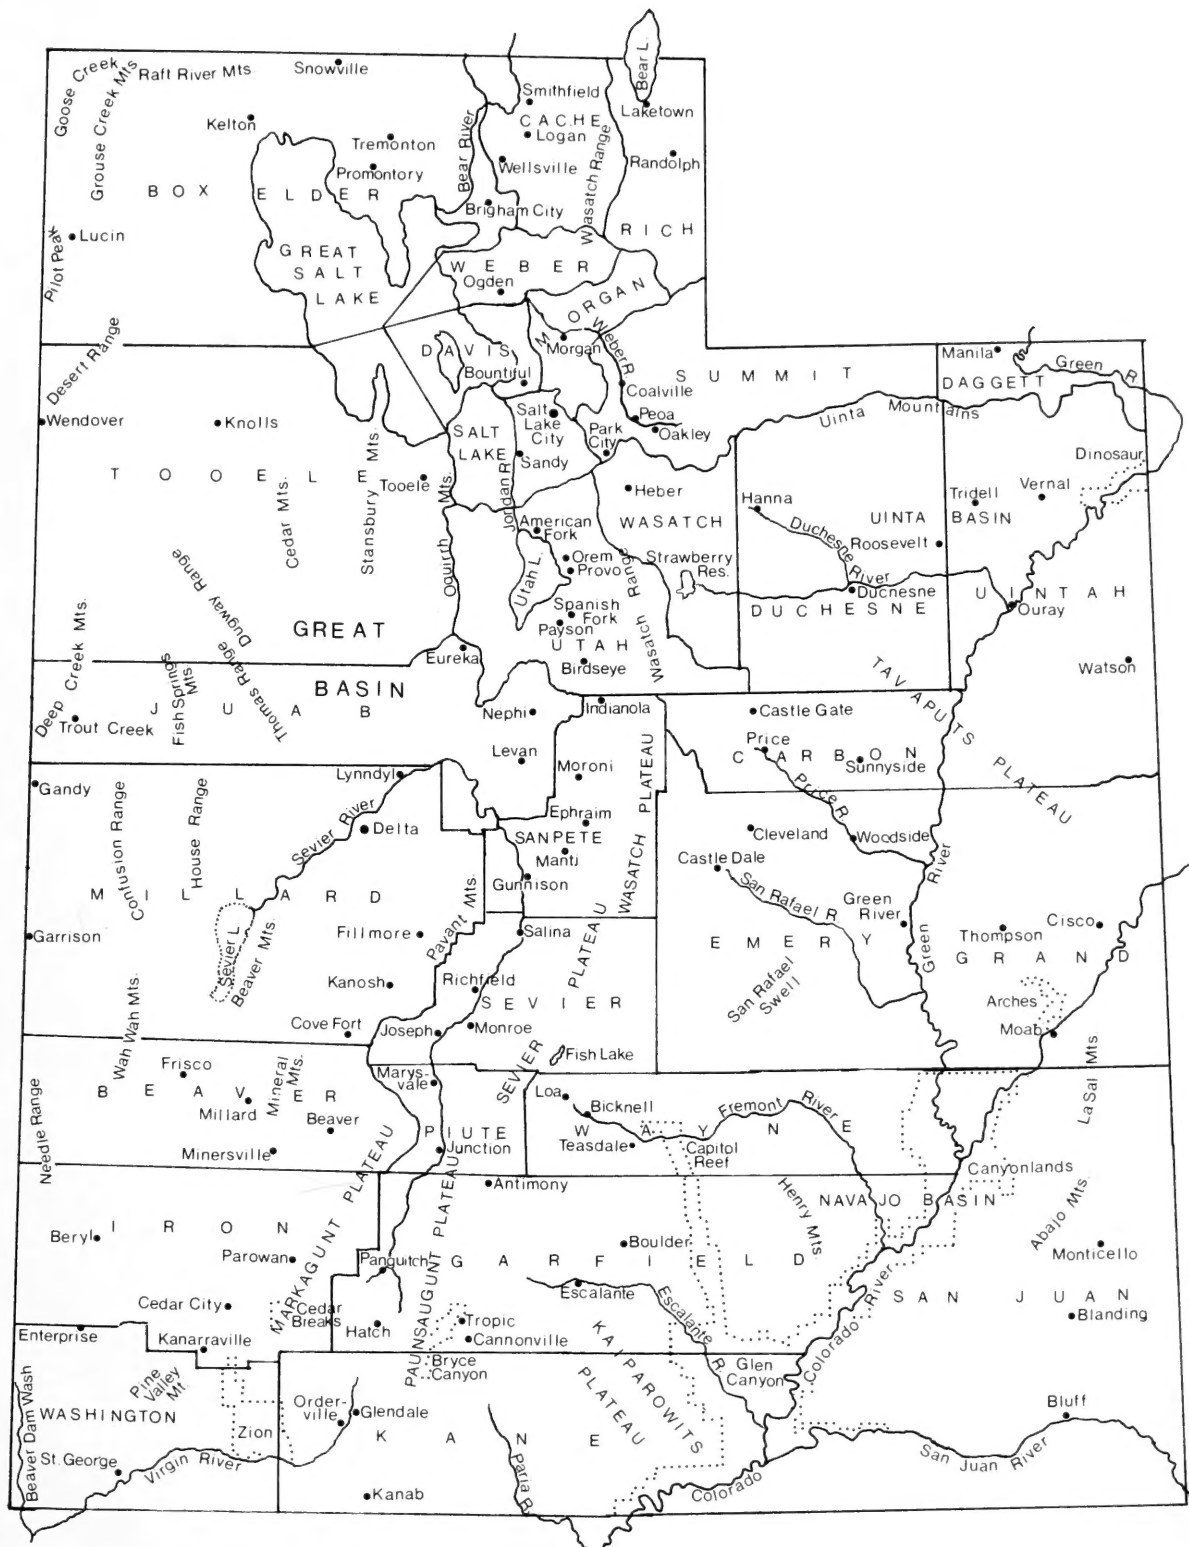 Bear L.
Goose Creek
Grouse Creek Mts
Raft River Mts.
Snowville
Smithfield
Laketown
CACHE
Logan
Kelton
Tremonton
Bear River
Wasatch Range
Promontory
Wellsville
Randolph
BOX ELDER
Brigham City
RICH
Pilot Peak
Lucin
GREAT
SALT
LAKE
WEBER
Ogden
MORGAN
Desert Range
DAVIS
Morgan
Weber R.
Manila
Green R
Bountiful
SUMMIT
DAGGETT
Coalville
Wendover
Knolls
Salt
Lake
City
Peoa
Oakley
Park
City
Uinta Mountains
SALT
LAKE
Sandy
Jordan R.
Dinosaur
TOOELE
Tooele
Cedar Mts.
Stansbury Mts.
Oquirrh Mts.
Heber
Hanna
Tridell
Vernal
American
Fork
WASATCH
Duchesne
River
UINTA
BASIN
Roosevelt
Orem
Provo
Utah L.
Strawberry
Res.
Wasatch Range
Duchesne
DUCHESNE
UINTAH
Ouray
Dugway Range
Spanish
Fork
Payson
UTAH
Birdseye
GREAT
BASIN
Eureka
Watson
Deep Creek Mts.
Trout Creek
Fish Springs
Mts
Thomas Range
JUAB
Nephi
Indianola
Castle Gate
TAVAPUTS PLATEAU
Levan
Price
CARBON
Sunnyside
Gandy
Lynndyl
Moroni
WASATCH PLATEAU
Price R.
Confusion Range
House Range
Sevier River
Delta
Ephraim
SANPETE
Manti
Cleveland
Woodside
Castle Dale
Green River
Gunnison
San Rafael R.
MILLARD
Pavant Mts.
Green
River
Garrison
Fillmore
Salina
EMERY
Thompson
Cisco
GRAND
Sevier L.
Beaver Mts.
Kanosh
Richfield
SEVIER
SEVIER PLATEAU
San Rafael
Swell
Arches
Moab
Wah Wah Mts.
Cove Fort
Joseph
Monroe
Fish Lake
La Sal Mts
Frisco
Mineral
Mts.
Marys-
vale
Needle Range
BEAVER
Millard
Beaver
Loa
Bicknell
Fremont River
PIUTE
WAYNE
Minersville
Junction
Teasdale
Capitol
Reef
Canyonlands
Antimony
Henry Mts
NAVAJO BASIN
Abajo Mts.
IRON
Beryl
Parowan
MARKAGUNT PLATEAU
PAUNSAUGUNT PLATEAU
Panguitch
GARFIELD
Boulder
Monticello
Escalante
Escalante R.
Colorado River
SAN JUAN
Blanding
Cedar City
Cedar
Breaks
Enterprise
Kanarraville
Hatch
Tropic
Cannonville
Bryce
Canyon
KAIPAROWITS
PLATEAU
Glen
Canyon
Beaver Dam Wash
Pine
Valley
Mt.
WASHINGTON
Order-
ville
Glendale
Bluff
Zion
KANE
St. George
Virgin River
Paria R.
San Juan River
Kanab
Colorado